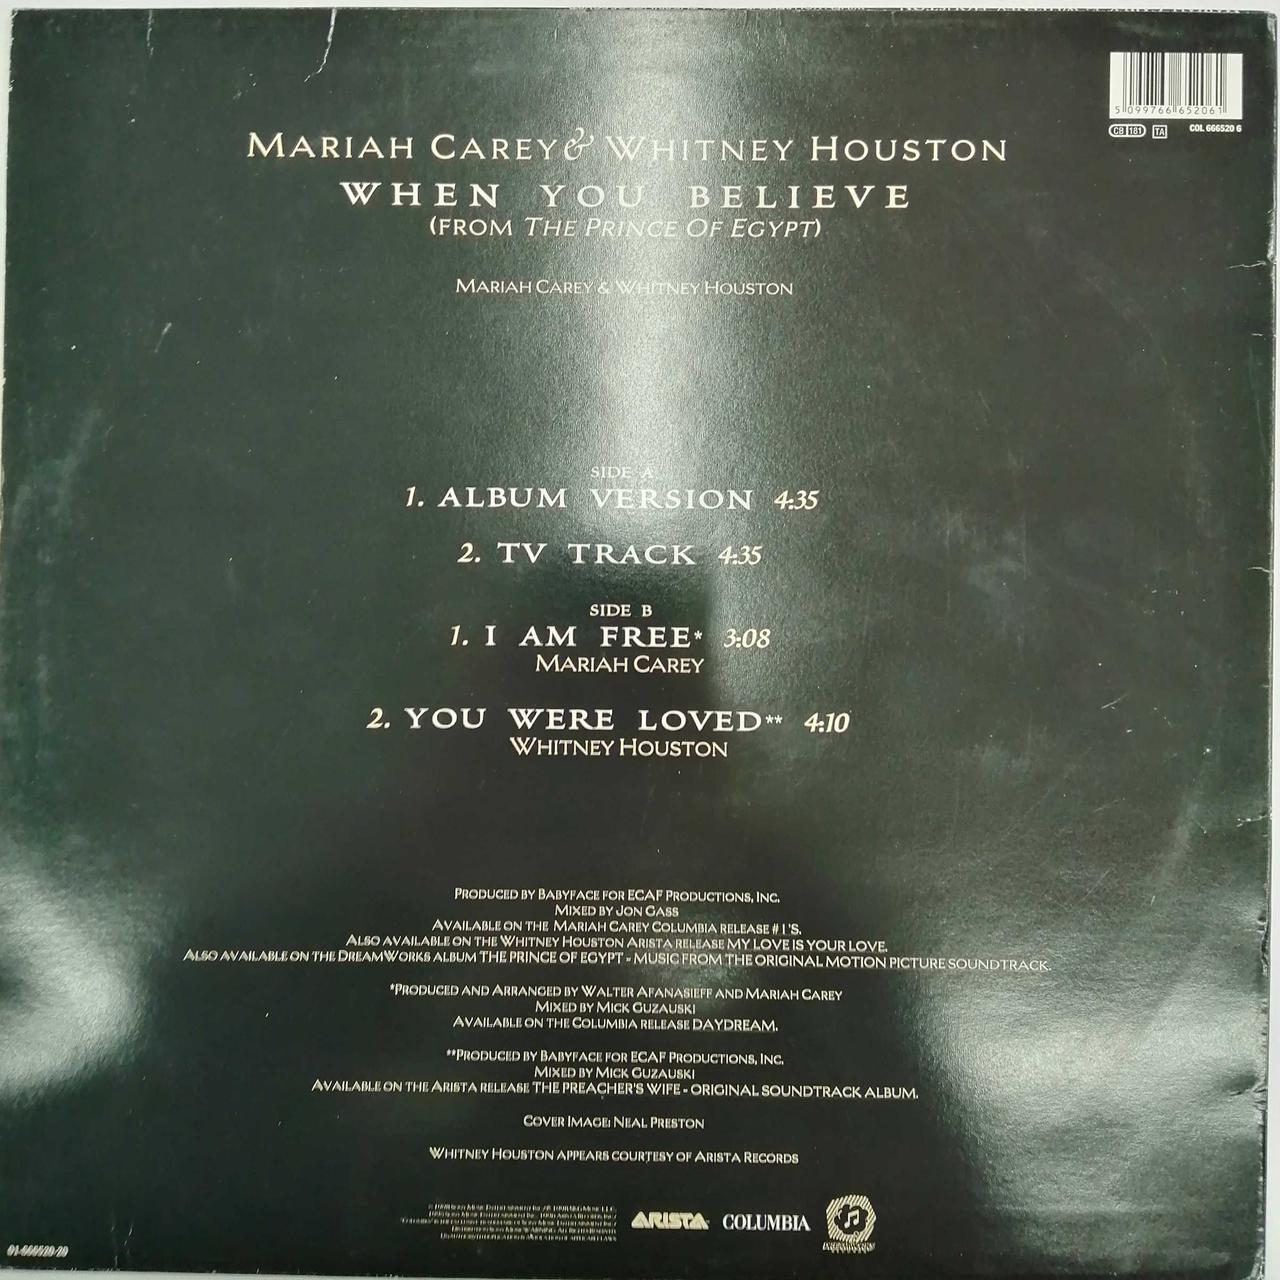 5 099766 652061
CB 181 TA COL 666520 6
MARIAH CAREY & WHITNEY HOUSTON
WHEN YOU BELIEVE
(FROM THE PRINCE OF EGYPT)
MARIAH CAREY & WHITNEY HOUSTON
SIDE A
1. ALBUM VERSION 4:35
2. TV TRACK 4:35
SIDE B
1. I AM FREE* 3:08
MARIAH CAREY
2. YOU WERE LOVED** 4:10
WHITNEY HOUSTON
PRODUCED BY BABYFACE FOR ECAF PRODUCTIONS, INC.
MIXED BY JON GASS
AVAILABLE ON THE MARIAH CAREY COLUMBIA RELEASE #1'S.
ALSO AVAILABLE ON THE WHITNEY HOUSTON ARISTA RELEASE MY LOVE IS YOUR LOVE.
ALSO AVAILABLE ON THE DREAMWORKS ALBUM THE PRINCE OF EGYPT - MUSIC FROM THE ORIGINAL MOTION PICTURE SOUNDTRACK.
*PRODUCED AND ARRANGED BY WALTER AFANASIEFF AND MARIAH CAREY
MIXED BY MICK GUZAUSKI
AVAILABLE ON THE COLUMBIA RELEASE DAYDREAM.
**PRODUCED BY BABYFACE FOR ECAF PRODUCTIONS, INC.
MIXED BY MICK GUZAUSKI
AVAILABLE ON THE ARISTA RELEASE THE PREACHER'S WIFE - ORIGINAL SOUNDTRACK ALBUM.
COVER IMAGE: NEAL PRESTON
WHITNEY HOUSTON APPEARS COURTESY OF ARISTA RECORDS
ARISTA COLUMBIA
01-666520-20